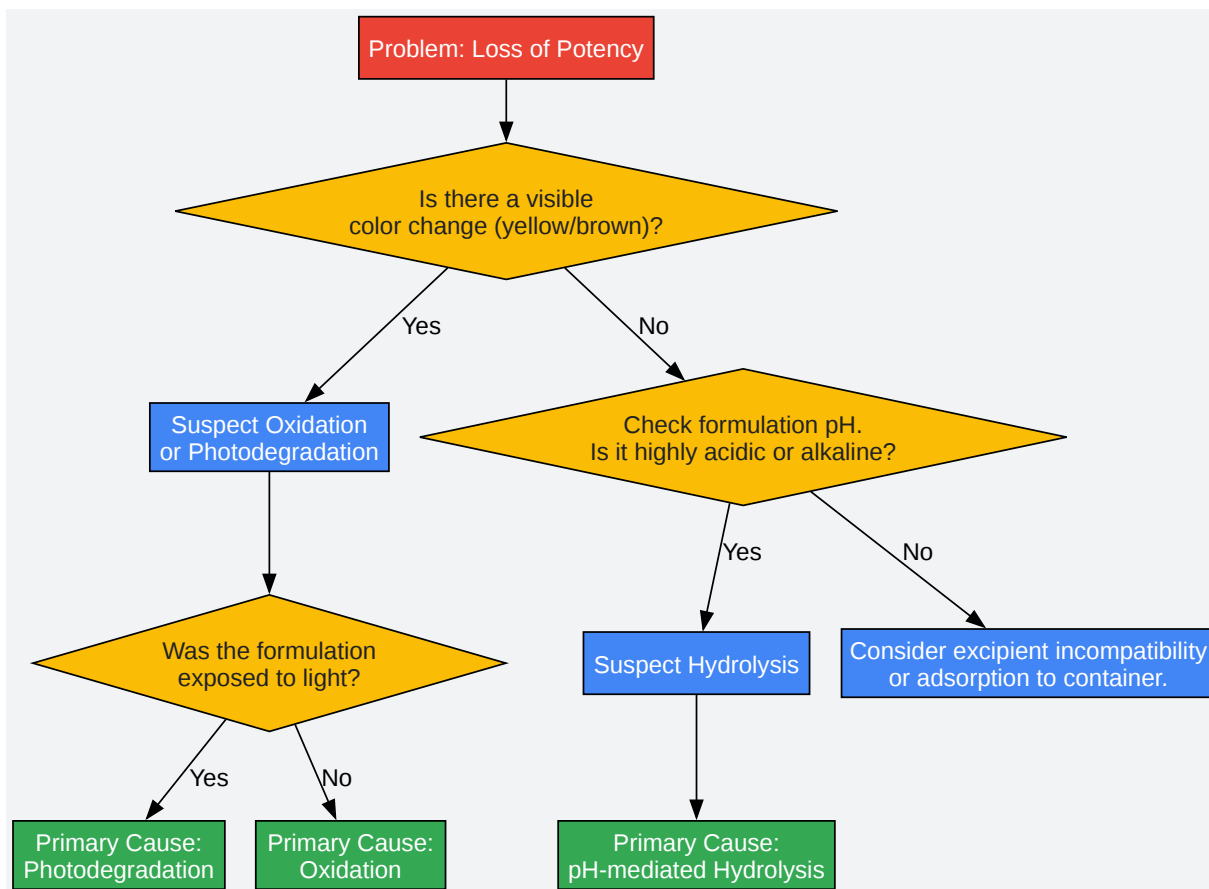 Problem: Loss of Potency
Is there a visible
color change (yellow/brown)?
Yes
No
Suspect Oxidation
or Photodegradation
Check formulation pH.
Is it highly acidic or alkaline?
Yes
No
Was the formulation
exposed to light?
Suspect Hydrolysis
Consider excipient incompatibility
or adsorption to container.
Yes
No
Primary Cause:
Photodegradation
Primary Cause:
Oxidation
Primary Cause:
pH-mediated Hydrolysis